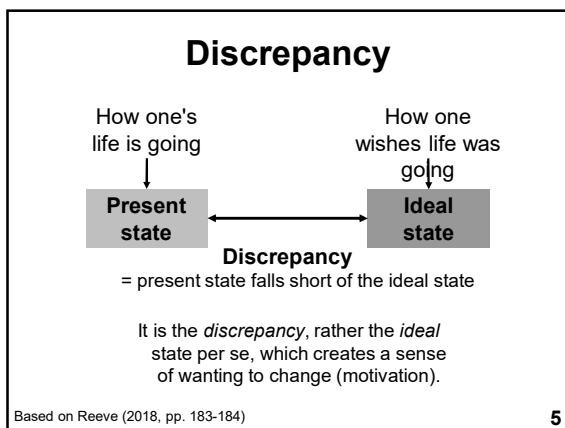 Discrepancy
How one's
life is going
How one
wishes life was
going
Present
state
Ideal
state
Discrepancy
= present state falls short of the ideal state
It is the discrepancy, rather the ideal
state per se, which creates a sense
of wanting to change (motivation).
Based on Reeve (2018, pp. 183-184)
5